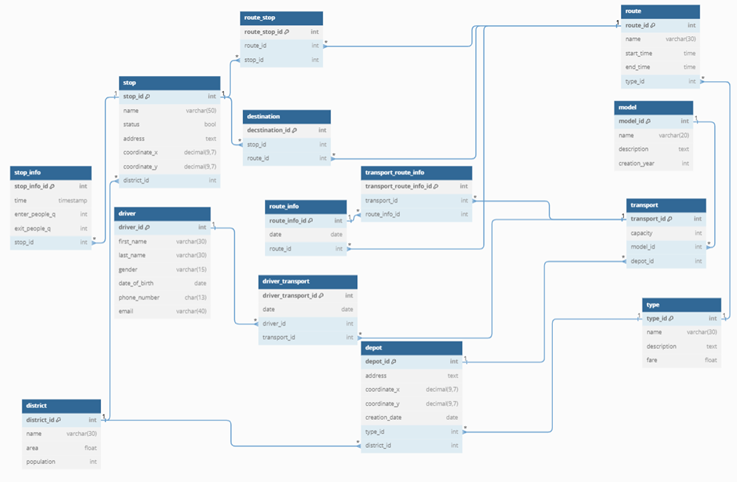 route_stop
route_stop_id int
route_id int
stop_id int
route
route_id int
name varchar(30)
start_time time
end_time time
type_id int
stop
stop_id int
name varchar(50)
status bool
address text
coordinate_x decimal(9,7)
coordinate_y decimal(9,7)
district_id int
destination
decstination_id int
stop_id int
route_id int
model
model_id int
name varchar(20)
description text
creation_year int
stop_info
stop_info_id int
time timestamp
enter_people_q int
exit_people_q int
stop_id int
transport_route_info
transport_route_info_id int
transport_id int
route_info_id int
driver
driver_id int
first_name varchar(30)
last_name varchar(30)
gender varchar(15)
date_of_birth date
phone_number char(13)
email varchar(40)
route_info
route_info_id int
date date
route_id int
transport
transport_id int
capacity int
model_id int
depot_id int
driver_transport
driver_transport_id int
date date
driver_id int
transport_id int
type
type_id int
name varchar(30)
description text
fare float
depot
depot_id int
address text
coordinate_x decimal(9,7)
coordinate_y decimal(9,7)
creation_date date
type_id int
district_id int
district
district_id int
name varchar(30)
area float
population int